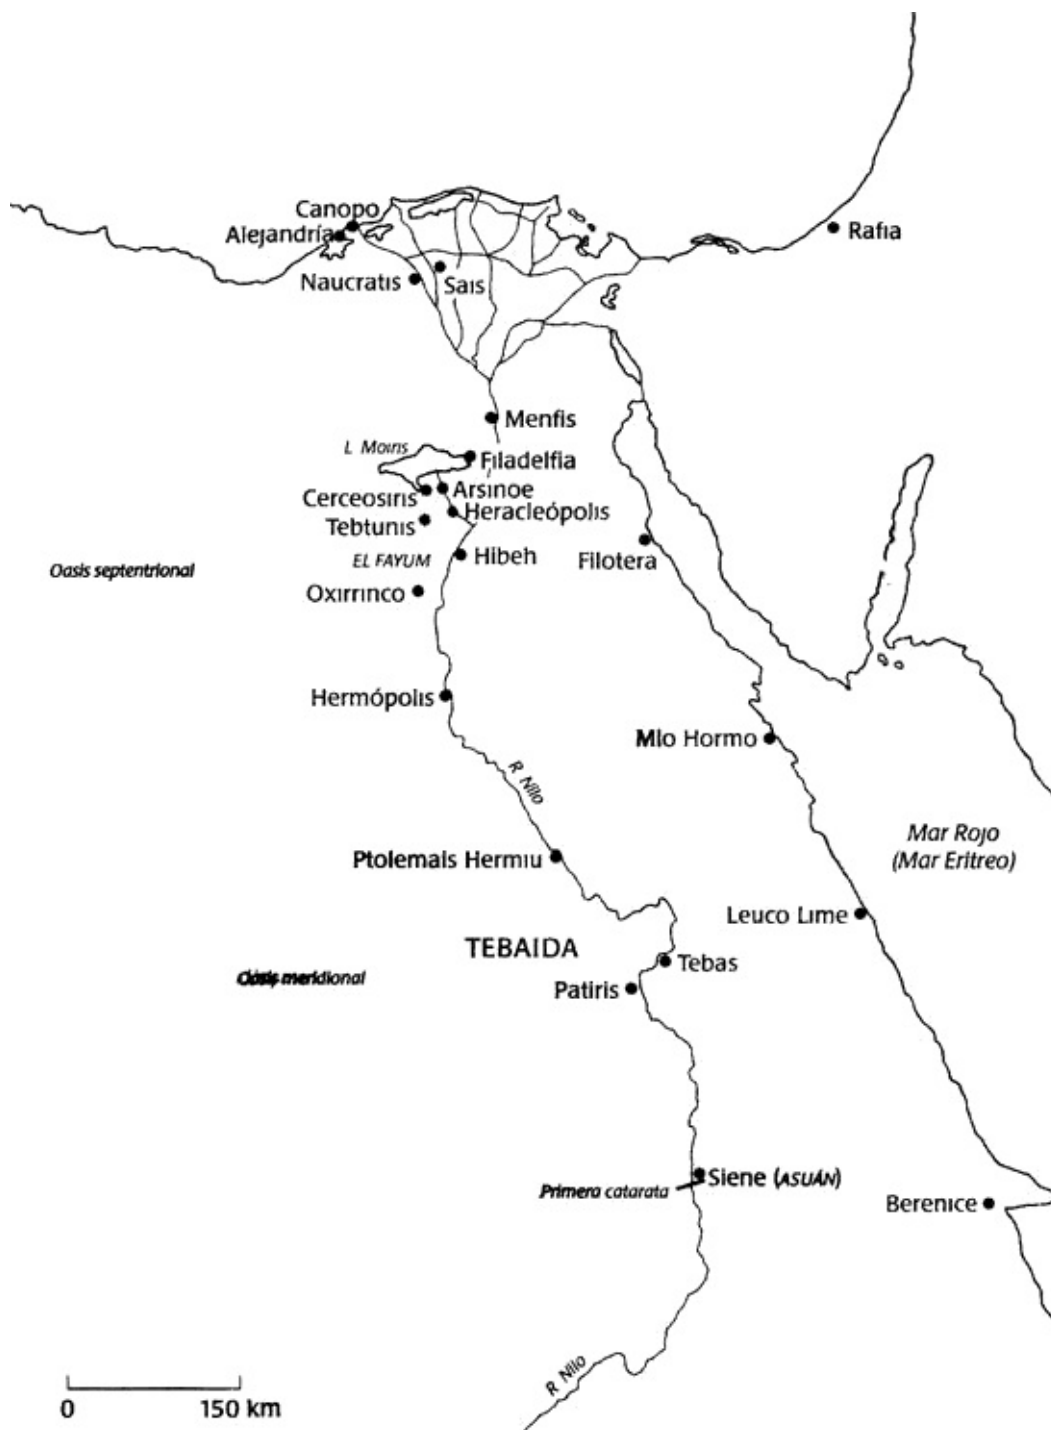 Canopo
Alejandría
Rafia
Naucratis
Sais
Menfis
L Moiris
Filadelfia
Cerceosiris
Arsinoe
Heracleópolis
Tebtunis
EL FAYUM
Hibeh
Filotera
Oasis septentrional
Oxirrinco
Hermópolis
Mio Hormo
R Nilo
Mar Rojo
(Mar Eritreo)
Ptolemais Hermiu
Leuco Lime
TEBAIDA
Tebas
Oasis meridional
Patiris
Siene (ASUÁN)
Primera catarata
Berenice
R Nilo
0 150 km